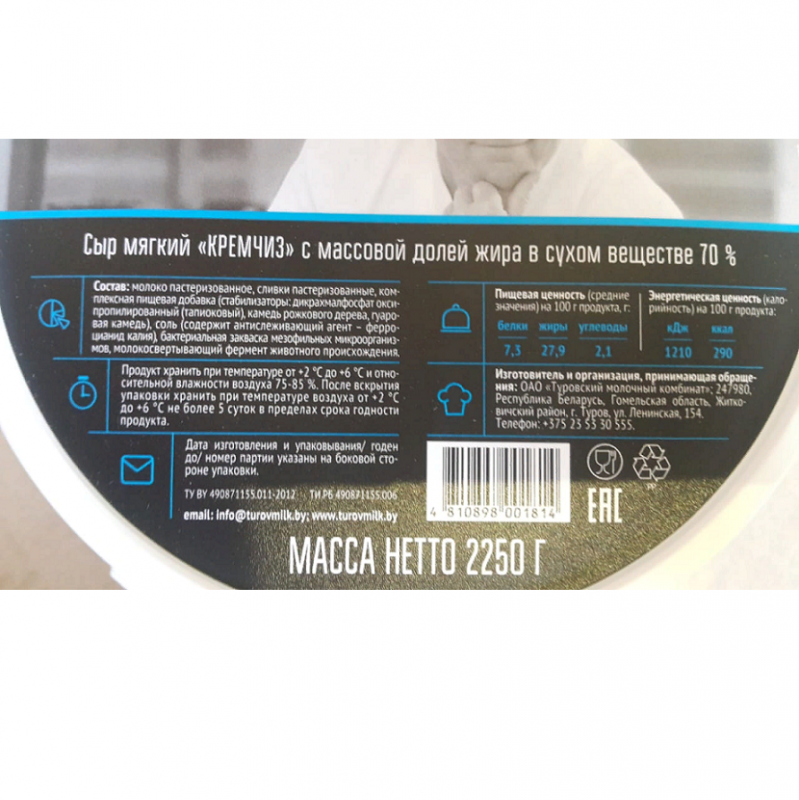 Сыр мягкий «КРЕМЧИЗ» с массовой долей жира в сухом веществе 70 %
Состав: молоко пастеризованное, сливки пастеризованные, ком-
плексная пищевая добавка (стабилизаторы: дикрахмалфосфат окси-
пропилированный (тапиоковый), камедь рожкового дерева, гуаро-
вая камедь), соль (содержит антислеживающий агент – ферро-
цианид калия), бактериальная закваска мезофильных микроорганиз-
мов, молокосвертывающий фермент животного происхождения.
Продукт хранить при температуре от +2 °C до +6 °C и отно-
сительной влажности воздуха 75-85 %. После вскрытия
упаковки хранить при температуре воздуха от +2 °C
до +6 °C не более 5 суток в пределах срока годности
продукта.
Дата изготовления и упаковывания/ годен
до/ номер партии указаны на боковой сто-
роне упаковки.
ТУ BY 490871155.011-2012 ТИ РБ 490871155.006
email: info@turovmilk.by; www.turovmilk.by
Пищевая ценность (средние
значения) на 100 г продукта, г:
белки жиры углеводы
7,3 27,9 2,1
Энергетическая ценность (кало-
рийность) на 100 г продукта:
кДж ккал
1210 290
Изготовитель и организация, принимающая обраще-
ния: ОАО «Туровский молочный комбинат»; 247980,
Республика Беларусь, Гомельская область, Житко-
вичский район, г. Туров, ул. Ленинская, 154.
Телефон: +375 23 53 30 555.
4 810898 001814
EAC
PP
МАССА НЕТТО 2250 Г